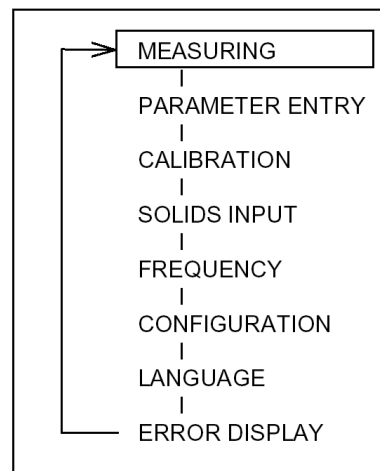 MEASURING
PARAMETER ENTRY
CALIBRATION
SOLIDS INPUT
FREQUENCY
CONFIGURATION
LANGUAGE
ERROR DISPLAY